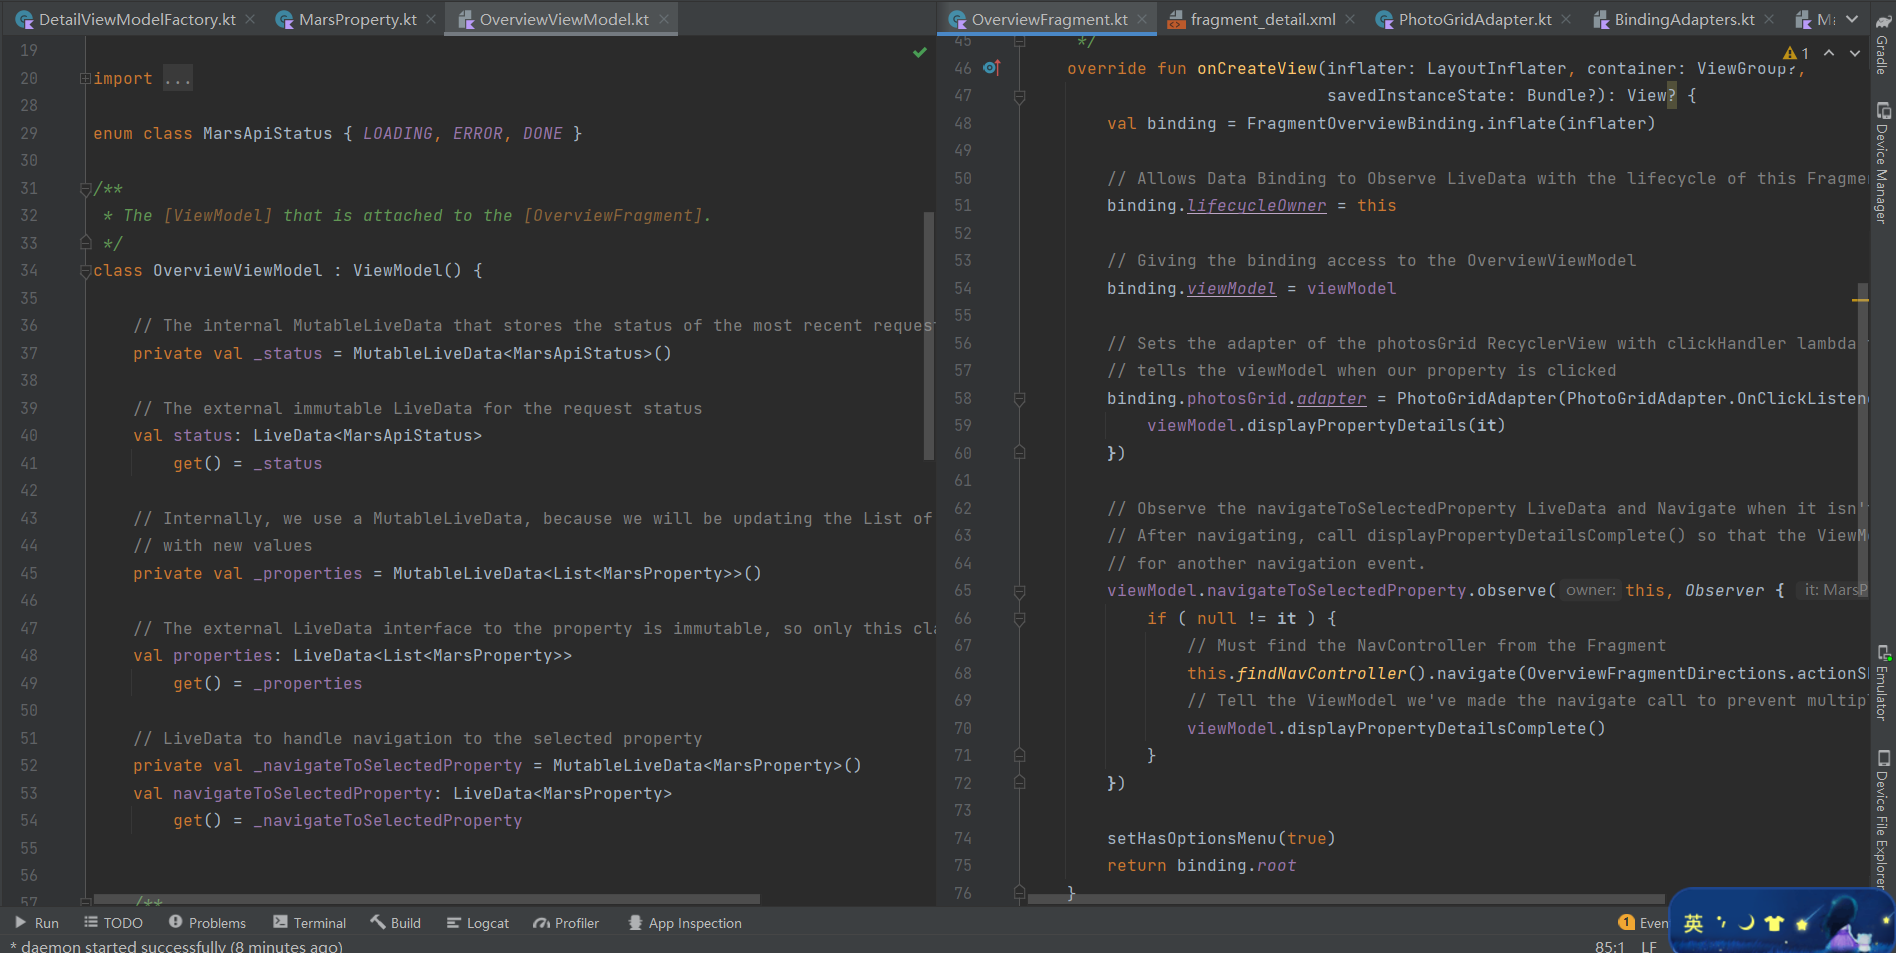 DetailViewModelFactory.kt
MarsProperty.kt
OverviewViewModel.kt
OverviewFragment.kt
fragment_detail.xml
PhotoGridAdapter.kt
BindingAdapters.kt
19
20 import ...
28
29 enum class MarsApiStatus { LOADING, ERROR, DONE }
30
31 /**
32 * The [ViewModel] that is attached to the [OverviewFragment].
33 */
34 class OverviewViewModel : ViewModel() {
35
36 // The internal MutableLiveData that stores the status of the most recent reques
37 private val _status = MutableLiveData<MarsApiStatus>()
38
39 // The external immutable LiveData for the request status
40 val status: LiveData<MarsApiStatus>
41 get() = _status
42
43 // Internally, we use a MutableLiveData, because we will be updating the List of
44 // with new values
45 private val _properties = MutableLiveData<List<MarsProperty>>()
46
47 // The external LiveData interface to the property is immutable, so only this cla
48 val properties: LiveData<List<MarsProperty>>
49 get() = _properties
50
51 // LiveData to handle navigation to the selected property
52 private val _navigateToSelectedProperty = MutableLiveData<MarsProperty>()
53 val navigateToSelectedProperty: LiveData<MarsProperty>
54 get() = _navigateToSelectedProperty
55
56
57 /**
45 */
1
46 override fun onCreateView(inflater: LayoutInflater, container: ViewGroup?,
47 savedInstanceState: Bundle?): View? {
48 val binding = FragmentOverviewBinding.inflate(inflater)
49
50 // Allows Data Binding to Observe LiveData with the lifecycle of this Fragme
51 binding.lifecycleOwner = this
52
53 // Giving the binding access to the OverviewViewModel
54 binding.viewModel = viewModel
55
56 // Sets the adapter of the photosGrid RecyclerView with clickHandler lambda
57 // tells the viewModel when our property is clicked
58 binding.photosGrid.adapter = PhotoGridAdapter(PhotoGridAdapter.OnClickListen
59 viewModel.displayPropertyDetails(it)
60 })
61
62 // Observe the navigateToSelectedProperty LiveData and Navigate when it isn'
63 // After navigating, call displayPropertyDetailsComplete() so that the ViewM
64 // for another navigation event.
65 viewModel.navigateToSelectedProperty.observe( owner: this, Observer { it: MarsP
66 if ( null != it ) {
67 // Must find the NavController from the Fragment
68 this.findNavController().navigate(OverviewFragmentDirections.actionS
69 // Tell the ViewModel we've made the navigate call to prevent multip
70 viewModel.displayPropertyDetailsComplete()
71 }
72 })
73
74 setHasOptionsMenu(true)
75 return binding.root
76 }
Gradle
Device Manager
Emulator
Device File Explorer
Run
TODO
Problems
Terminal
Build
Logcat
Profiler
App Inspection
1 Even
英
* daemon started successfully (8 minutes ago)
85:1 LF